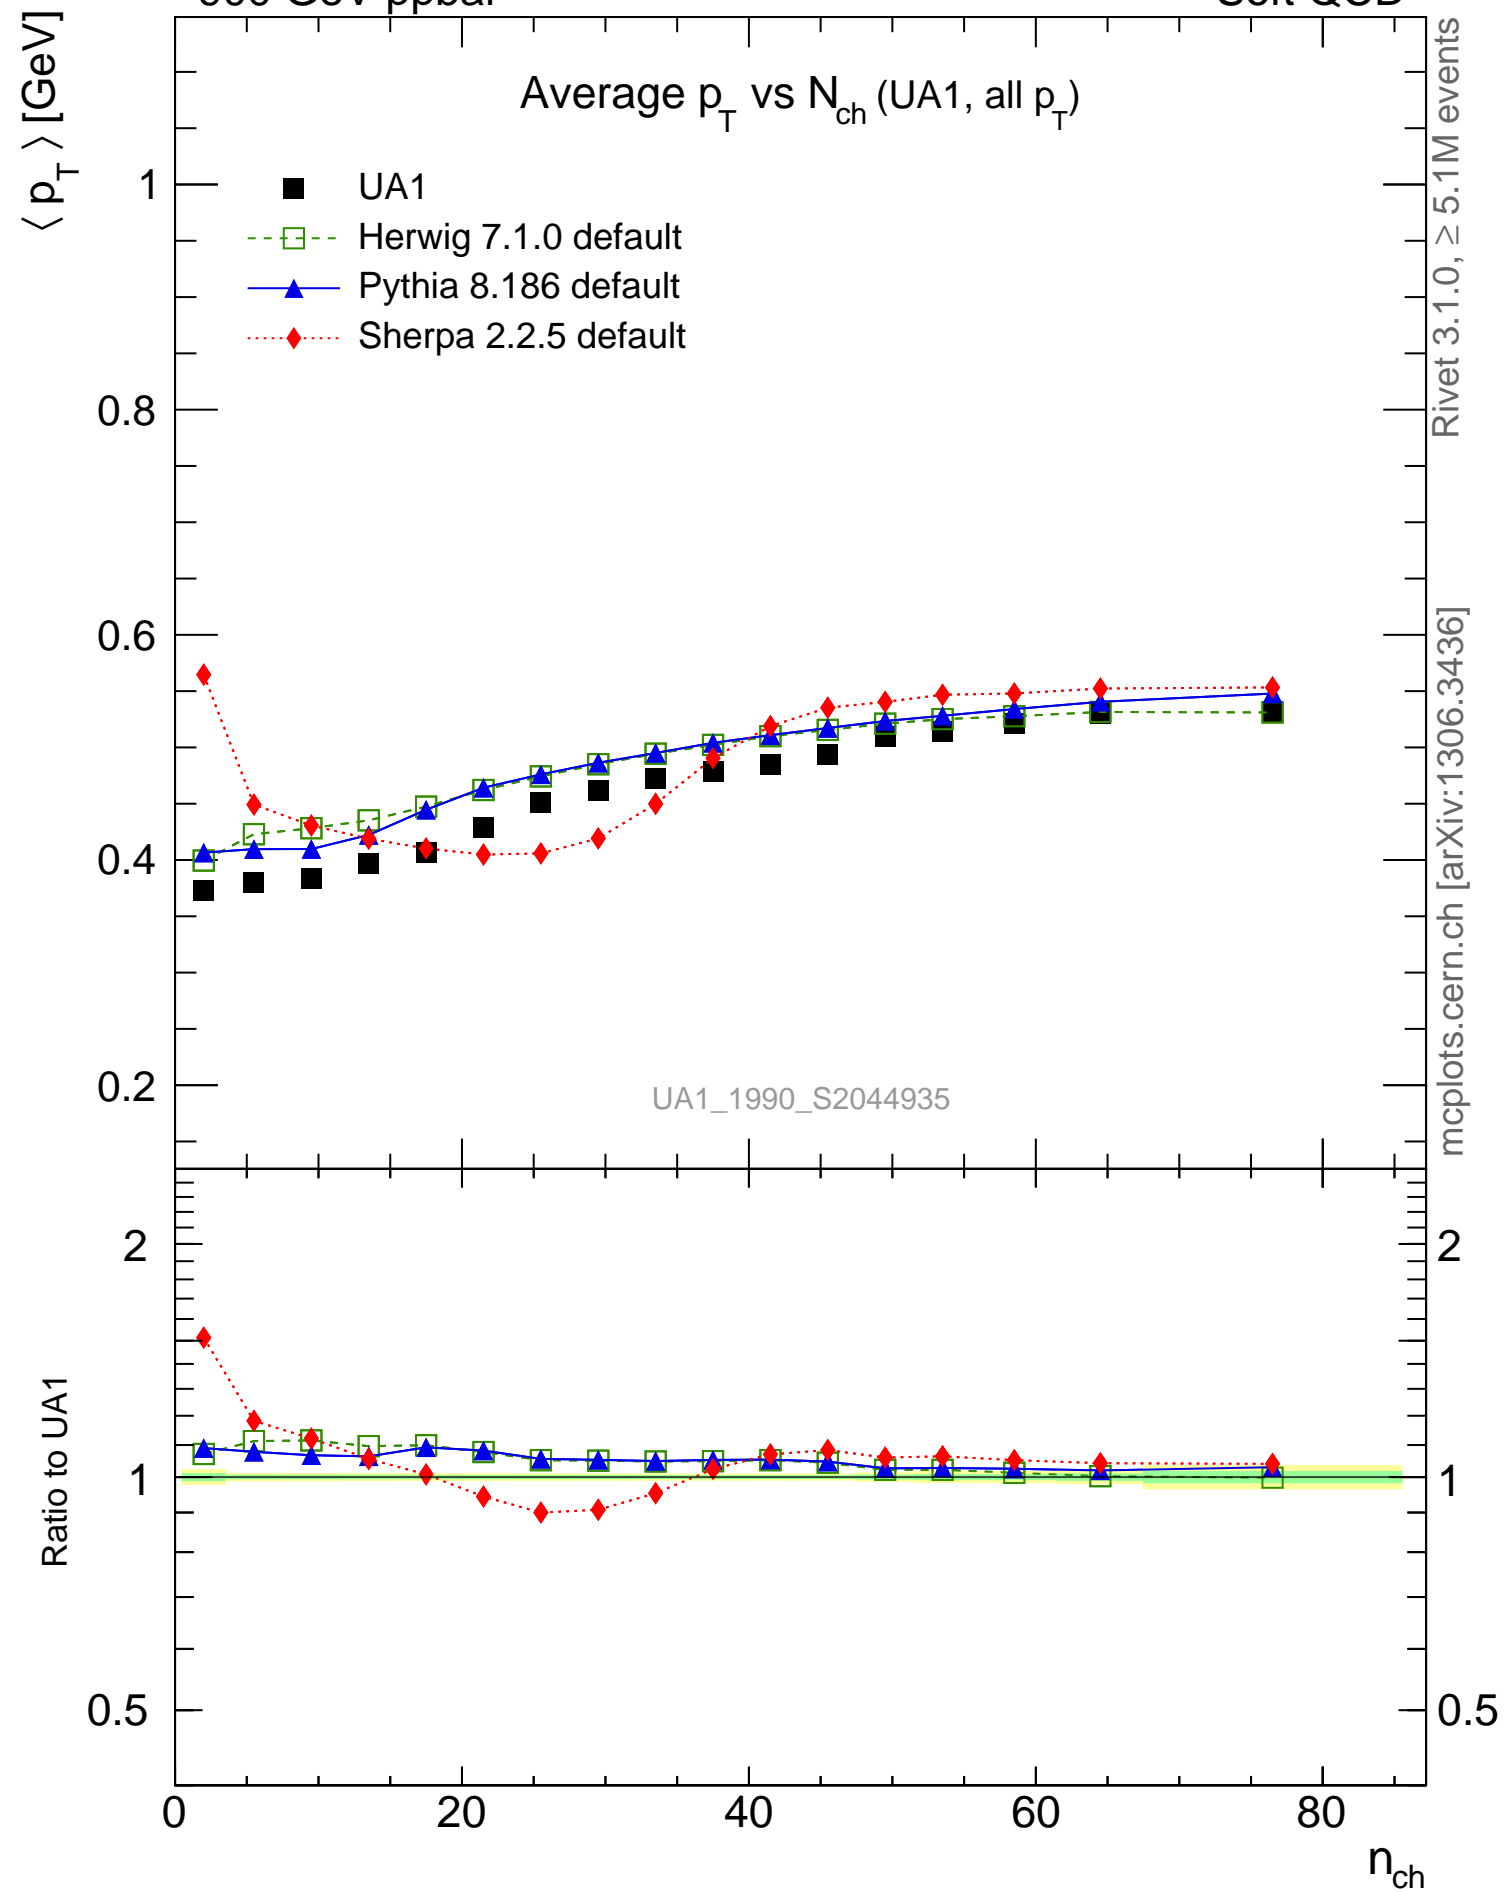 ⟨ p_T ⟩ [GeV]
Average p_T vs N_ch (UA1, all p_T)
UA1
Herwig 7.1.0 default
Pythia 8.186 default
Sherpa 2.2.5 default
1
0.8
0.6
0.4
0.2
UA1_1990_S2044935
Rivet 3.1.0, ≥ 5.1M events
mcplots.cern.ch [arXiv:1306.3436]
Ratio to UA1
2
1
0.5
2
1
0.5
0 20 40 60 80
n_ch